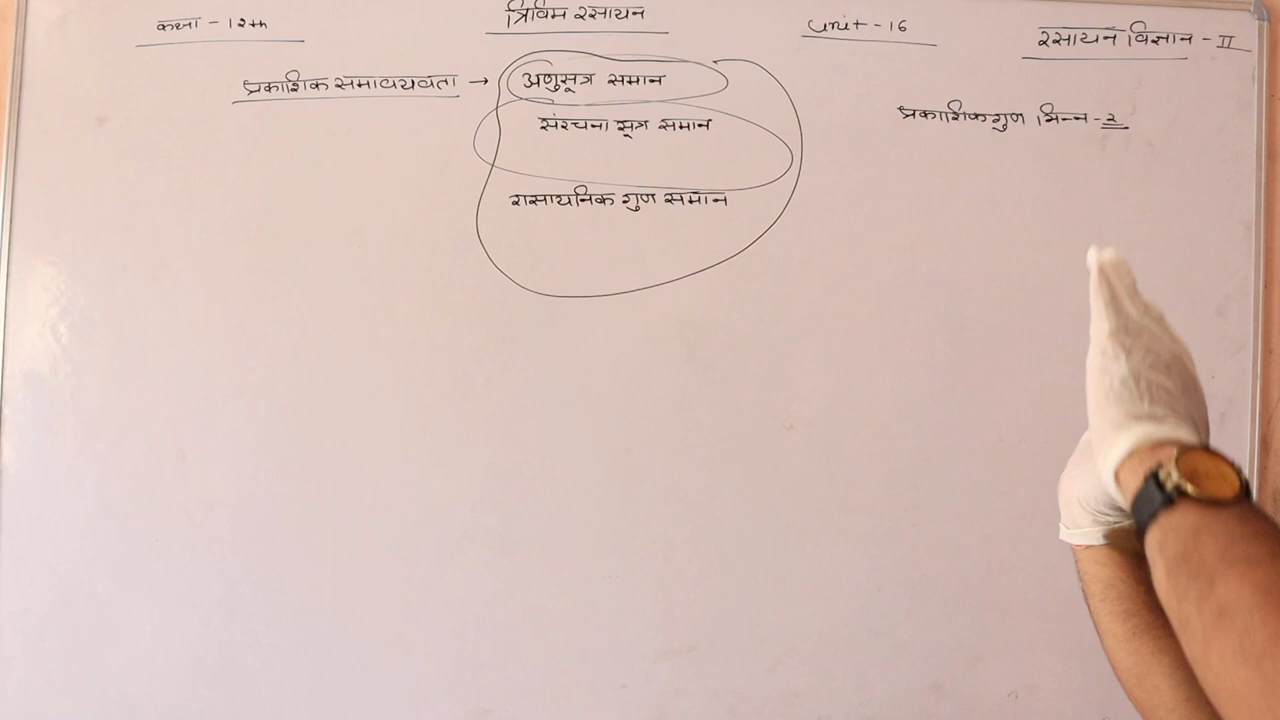 कक्षा - 12th
त्रिविम रसायन
Unit - 16
रसायन विज्ञान - II
प्रकाशिक समावयवता → अणुसूत्र समान
संरचना सूत्र समान
रासायनिक गुण समान
प्रकाशिक गुण भिन्न - २